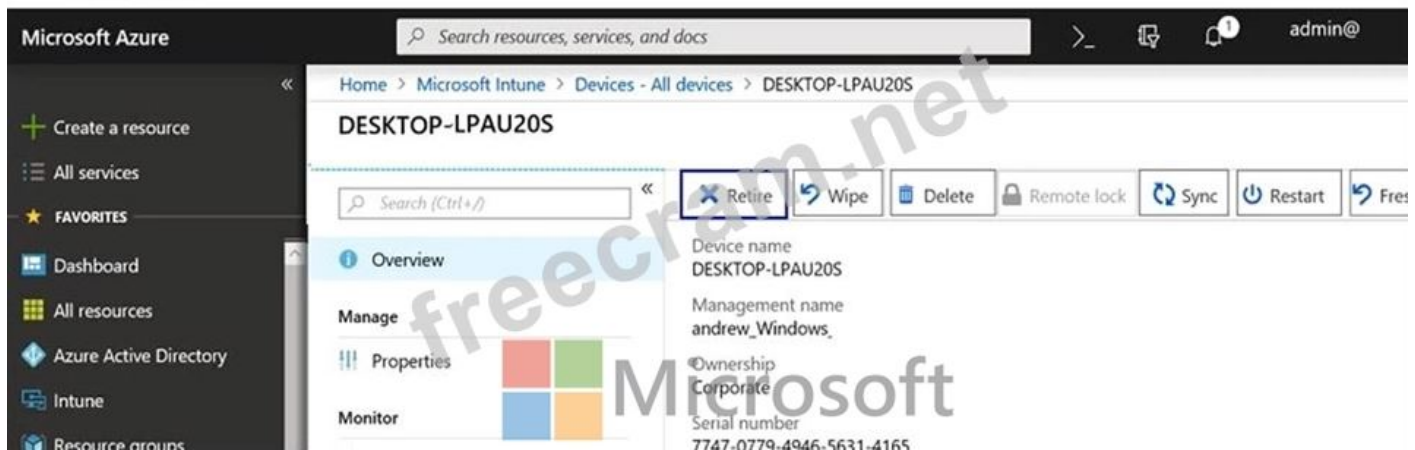 Microsoft Azure
Search resources, services, and docs
>_
1
admin@
«
Home > Microsoft Intune > Devices - All devices > DESKTOP-LPAU20S
DESKTOP-LPAU20S
Create a resource
All services
FAVORITES
Dashboard
All resources
Azure Active Directory
Intune
Resource groups
Search (Ctrl+/)
«
Overview
Manage
Properties
Monitor
Retire Wipe Delete Remote lock Sync Restart Fres
Device name
DESKTOP-LPAU20S
Management name
andrew_Windows_
Ownership
Corporate
Serial number
7747-0779-4946-5631-4165
freecram.net
Microsoft